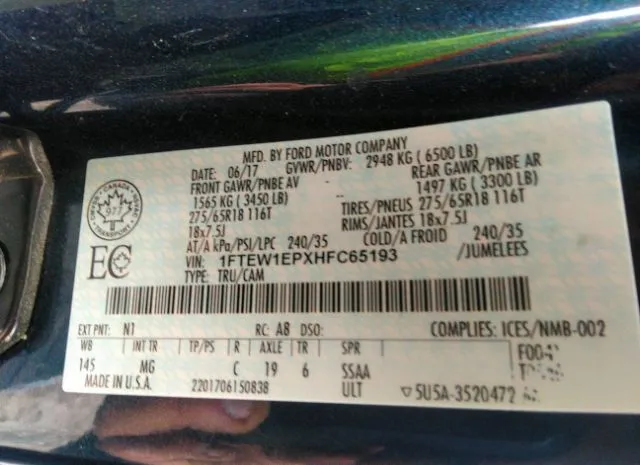 MFD. BY FORD MOTOR COMPANY
DATE: 06/17 GVWR/PNBV: 2948 KG ( 6500 LB)
FRONT GAWR/PNBE AV REAR GAWR/PNBE AR
1565 KG ( 3450 LB) 1497 KG ( 3300 LB)
275/65R18 116T TIRES/PNEUS 275/65R18 116T
18x7.5J RIMS/JANTES 18x7.5J
AT/A kPa/PSI/LPC 240/35 COLD/A FROID 240/35
VIN: 1FTEW1EPXHFC65193 /JUMELEES
TYPE: TRU/CAM
CANADA
977
TRANSPORT
EC
EXT PNT: N1 RC: A8 DSO: COMPLIES: ICES/NMB-002
WB INT TR TP/PS R AXLE TR SPR
145 MG C 19 6 SSAA
MADE IN U.S.A. 2201706150838 ULT ▽5U5A-3520472